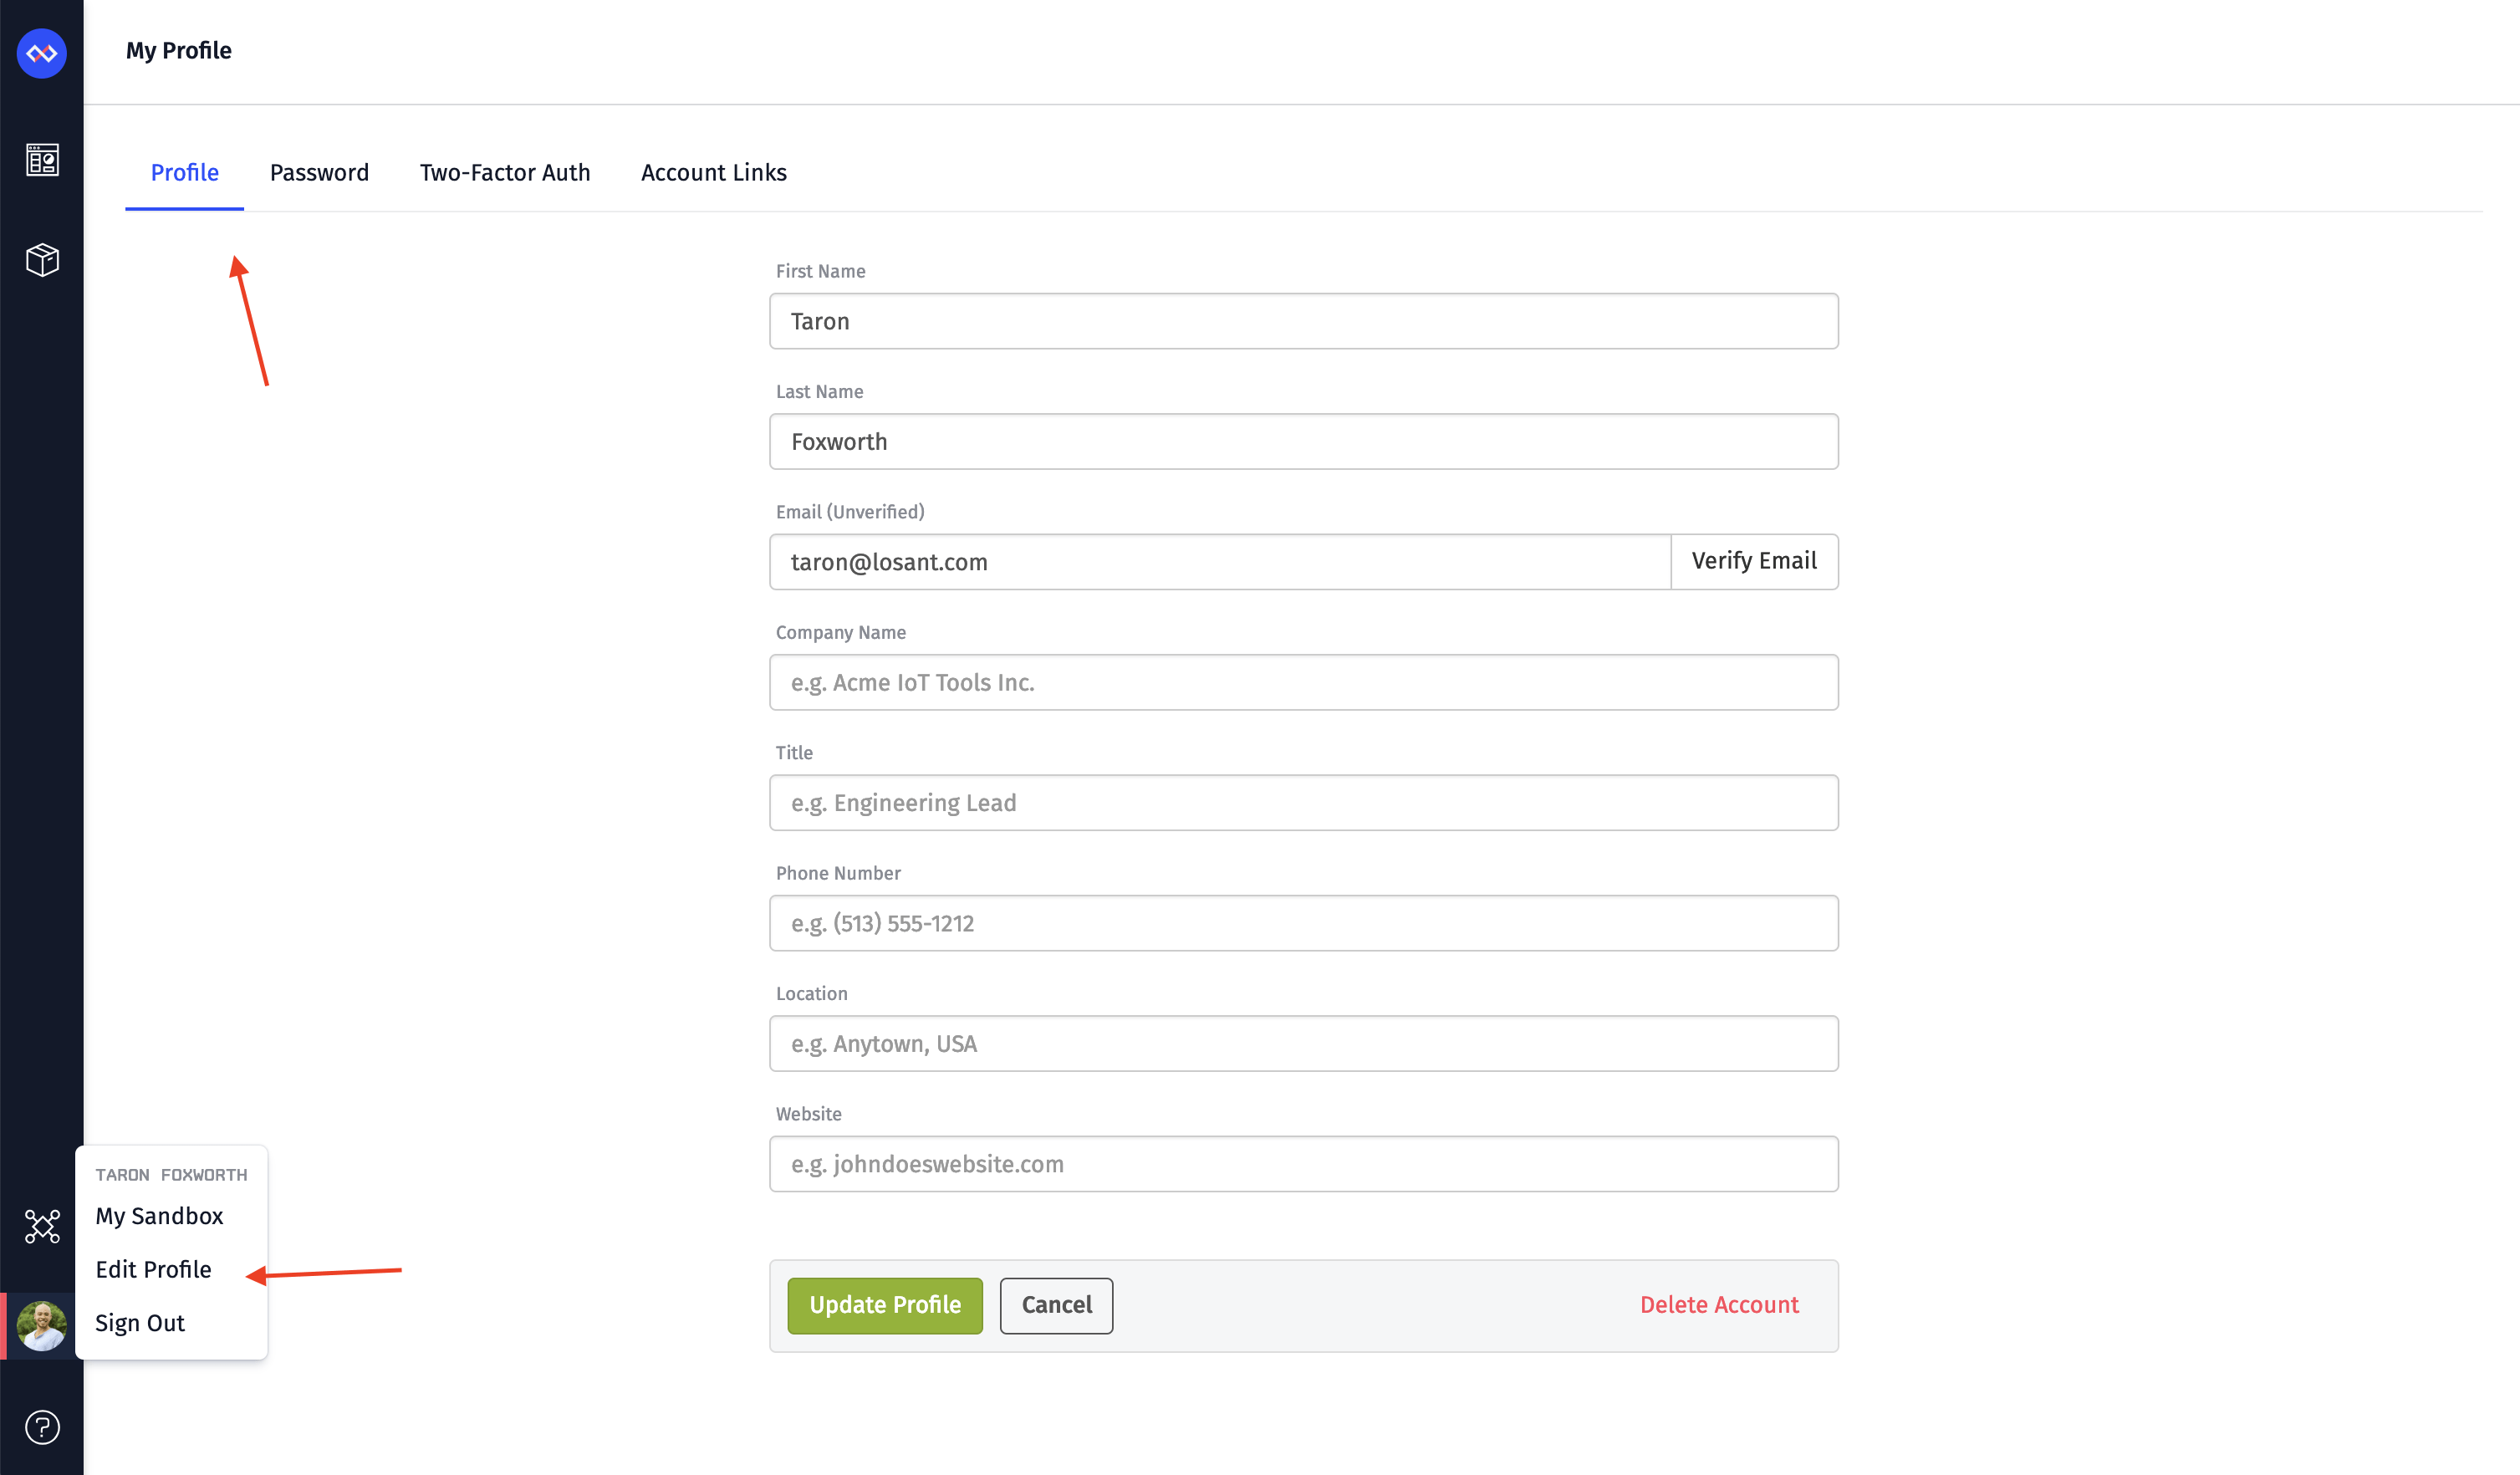 My Profile
Profile
Password
Two-Factor Auth
Account Links
First Name
Taron
Last Name
Foxworth
Email (Unverified)
taron@losant.com
Verify Email
Company Name
e.g. Acme IoT Tools Inc.
Title
e.g. Engineering Lead
Phone Number
e.g. (513) 555-1212
Location
e.g. Anytown, USA
Website
e.g. johndoeswebsite.com
TARON FOXWORTH
My Sandbox
Edit Profile
Sign Out
Update Profile
Cancel
Delete Account
?